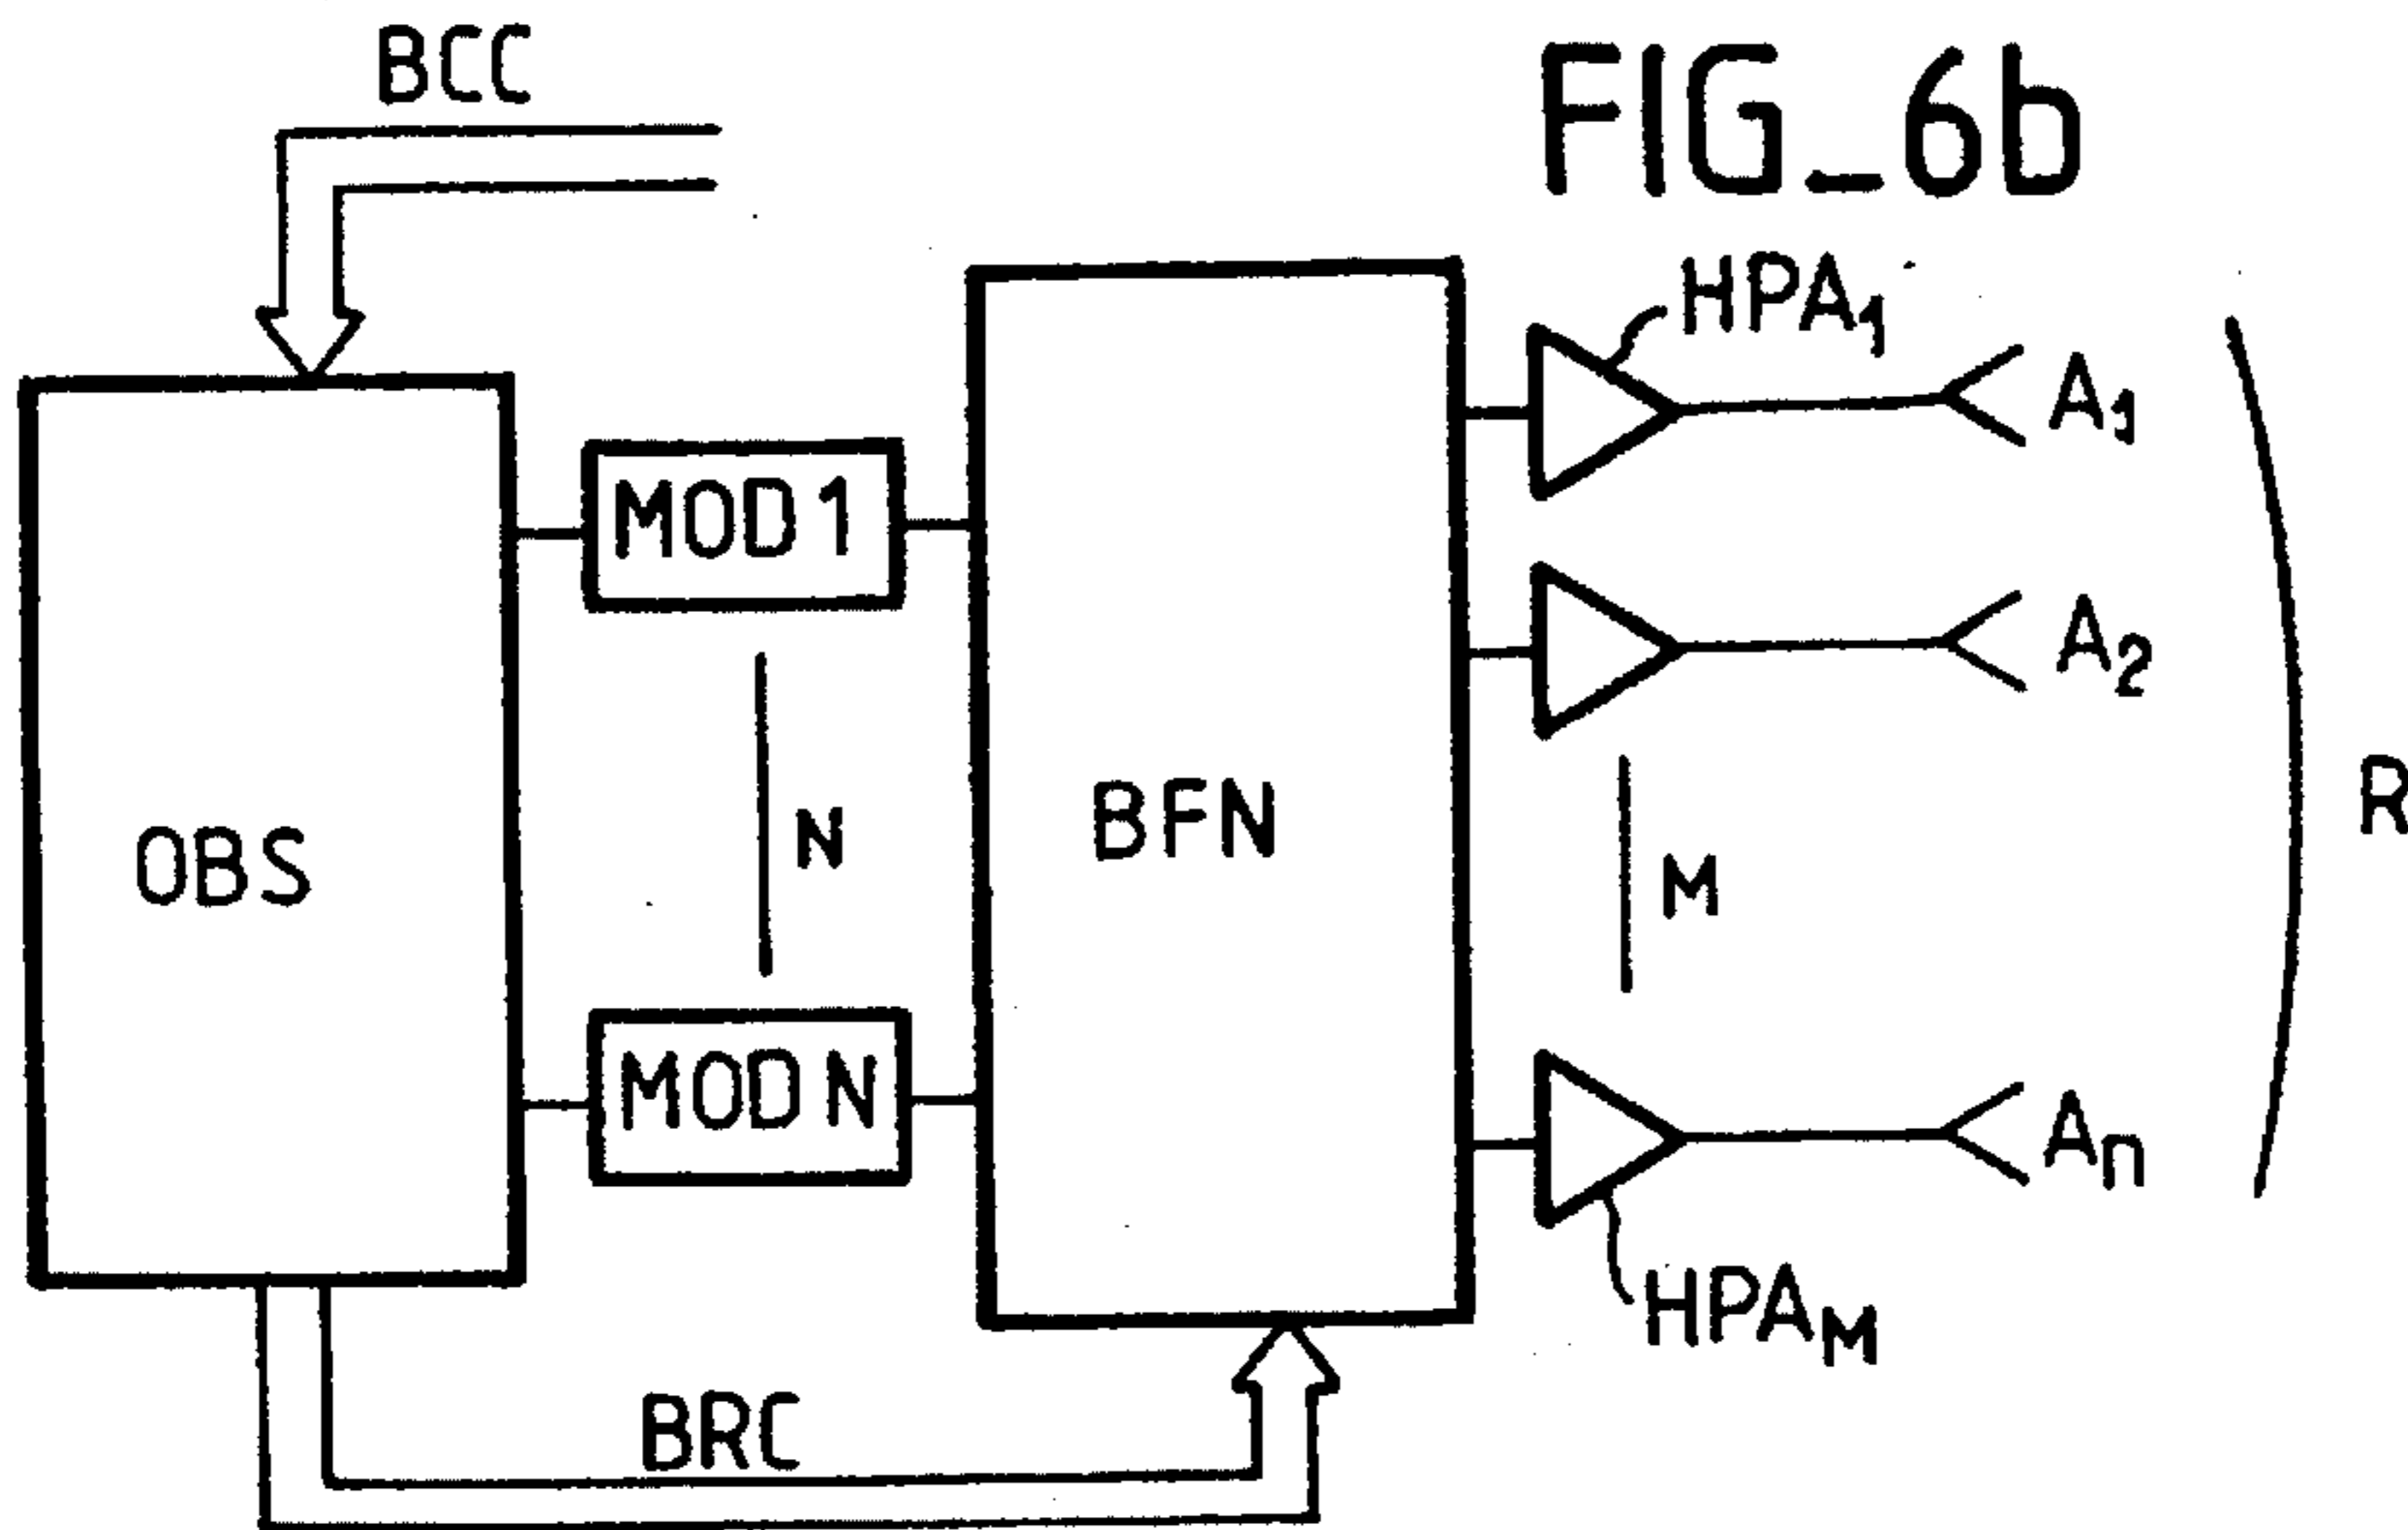 BCC
FIG_6b
HPA1
A1
MOD1
A2
R
N
BFN
M
OBS
MOD N
An
HPAM
BRC